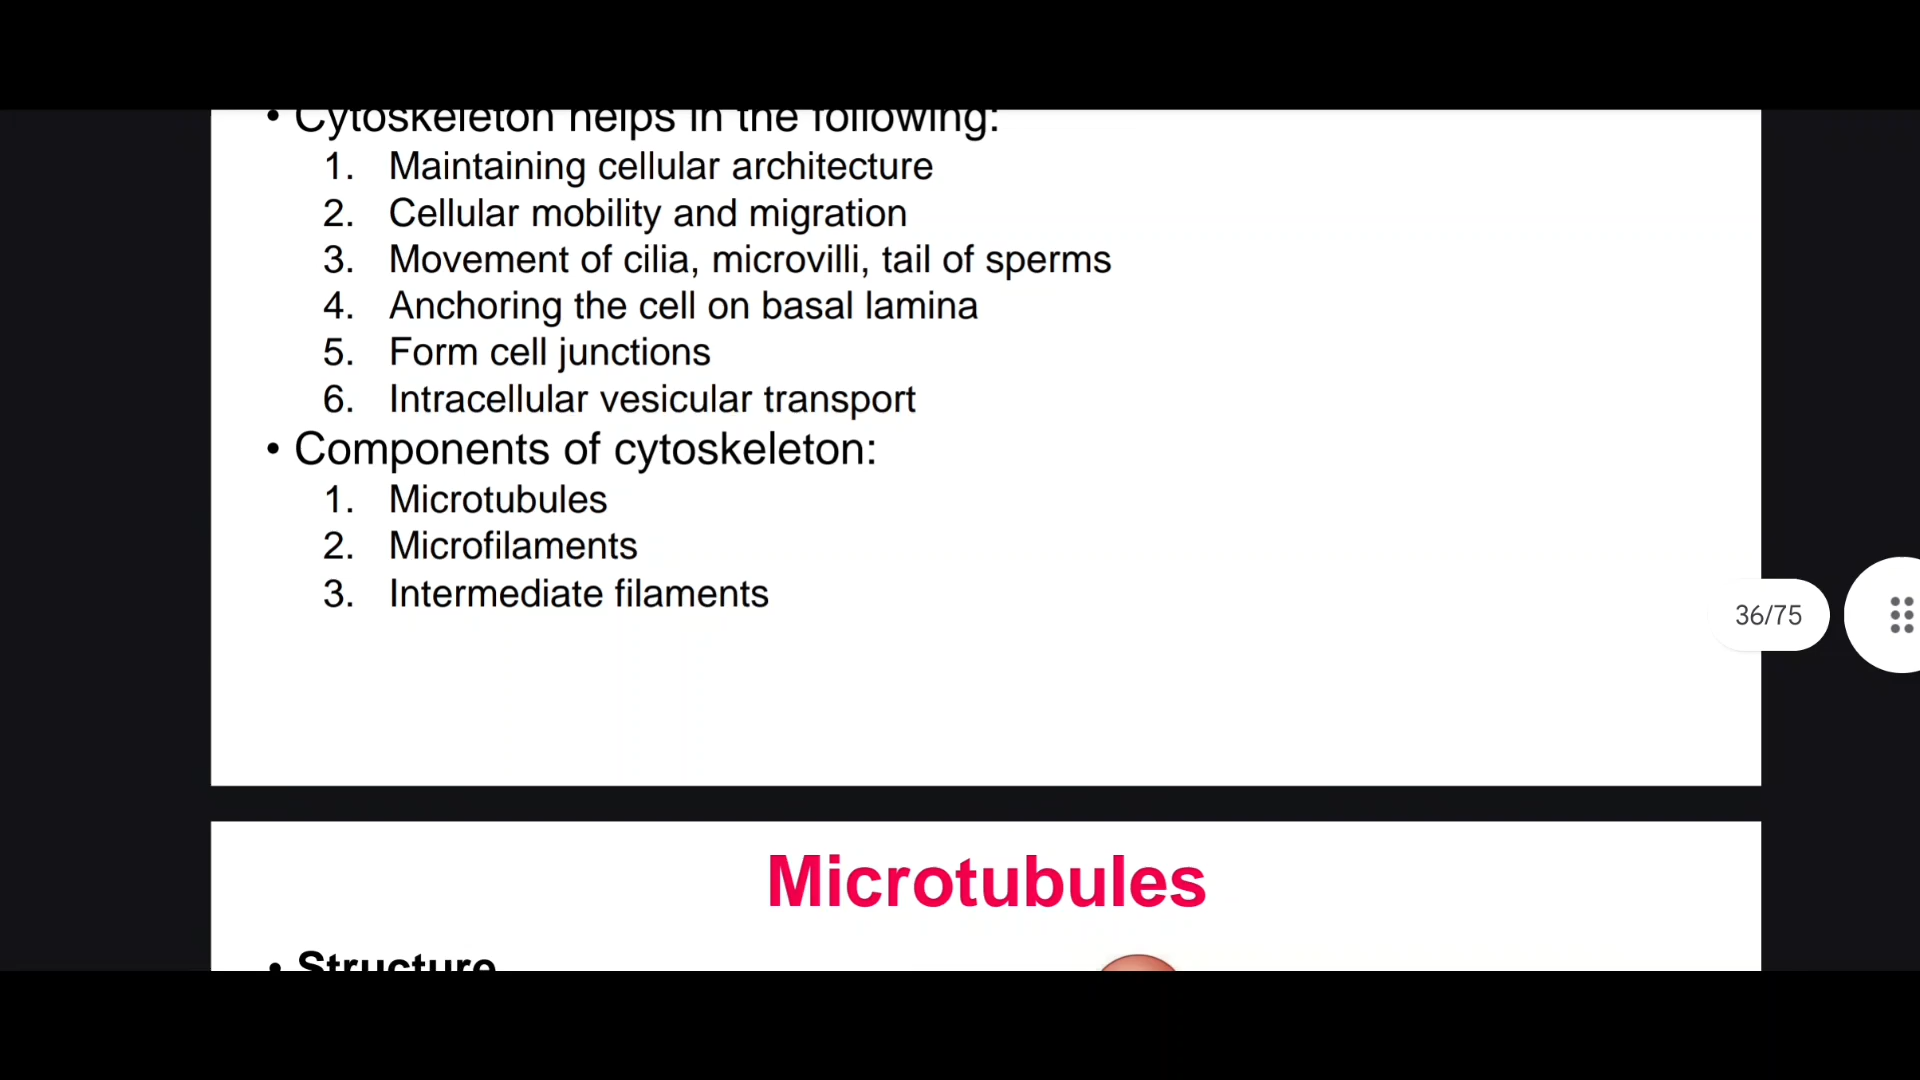 • Cytoskeleton helps in the following:
1. Maintaining cellular architecture
2. Cellular mobility and migration
3. Movement of cilia, microvilli, tail of sperms
4. Anchoring the cell on basal lamina
5. Form cell junctions
6. Intracellular vesicular transport
• Components of cytoskeleton:
1. Microtubules
2. Microfilaments
3. Intermediate filaments
36/75
Microtubules
• Structure